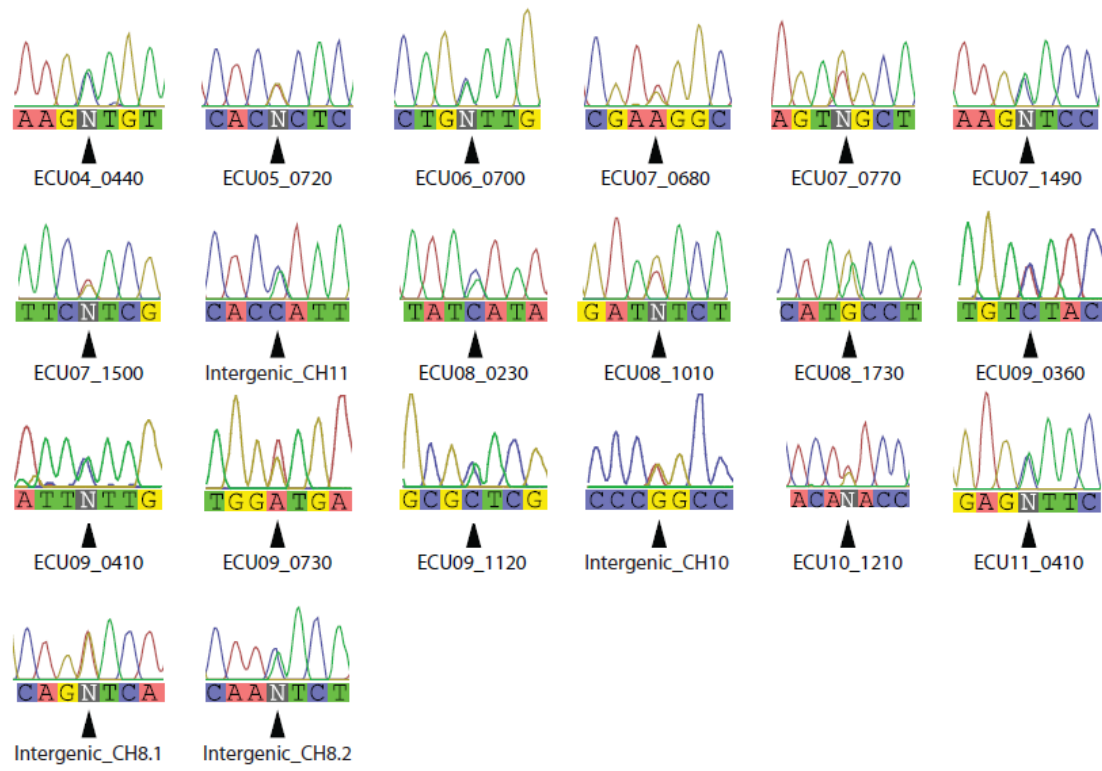 AAGNTGT CACNCTC CTGNTTG CGAAGGC AGTNGCT AAGNTCC
ECU04_0440 ECU05_0720 ECU06_0700 ECU07_0680 ECU07_0770 ECU07_1490
TTCNTCG CACCATT TATCATA GATNTCT CATGCCT TGTCTAC
ECU07_1500 Intergenic_CH11 ECU08_0230 ECU08_1010 ECU08_1730 ECU09_0360
ATTNTTG TGGATGA GCGCTCG CCCGGCC ACANACC GAGNTTC
ECU09_0410 ECU09_0730 ECU09_1120 Intergenic_CH10 ECU10_1210 ECU11_0410
CAGNTCA CAANTCT
Intergenic_CH8.1 Intergenic_CH8.2